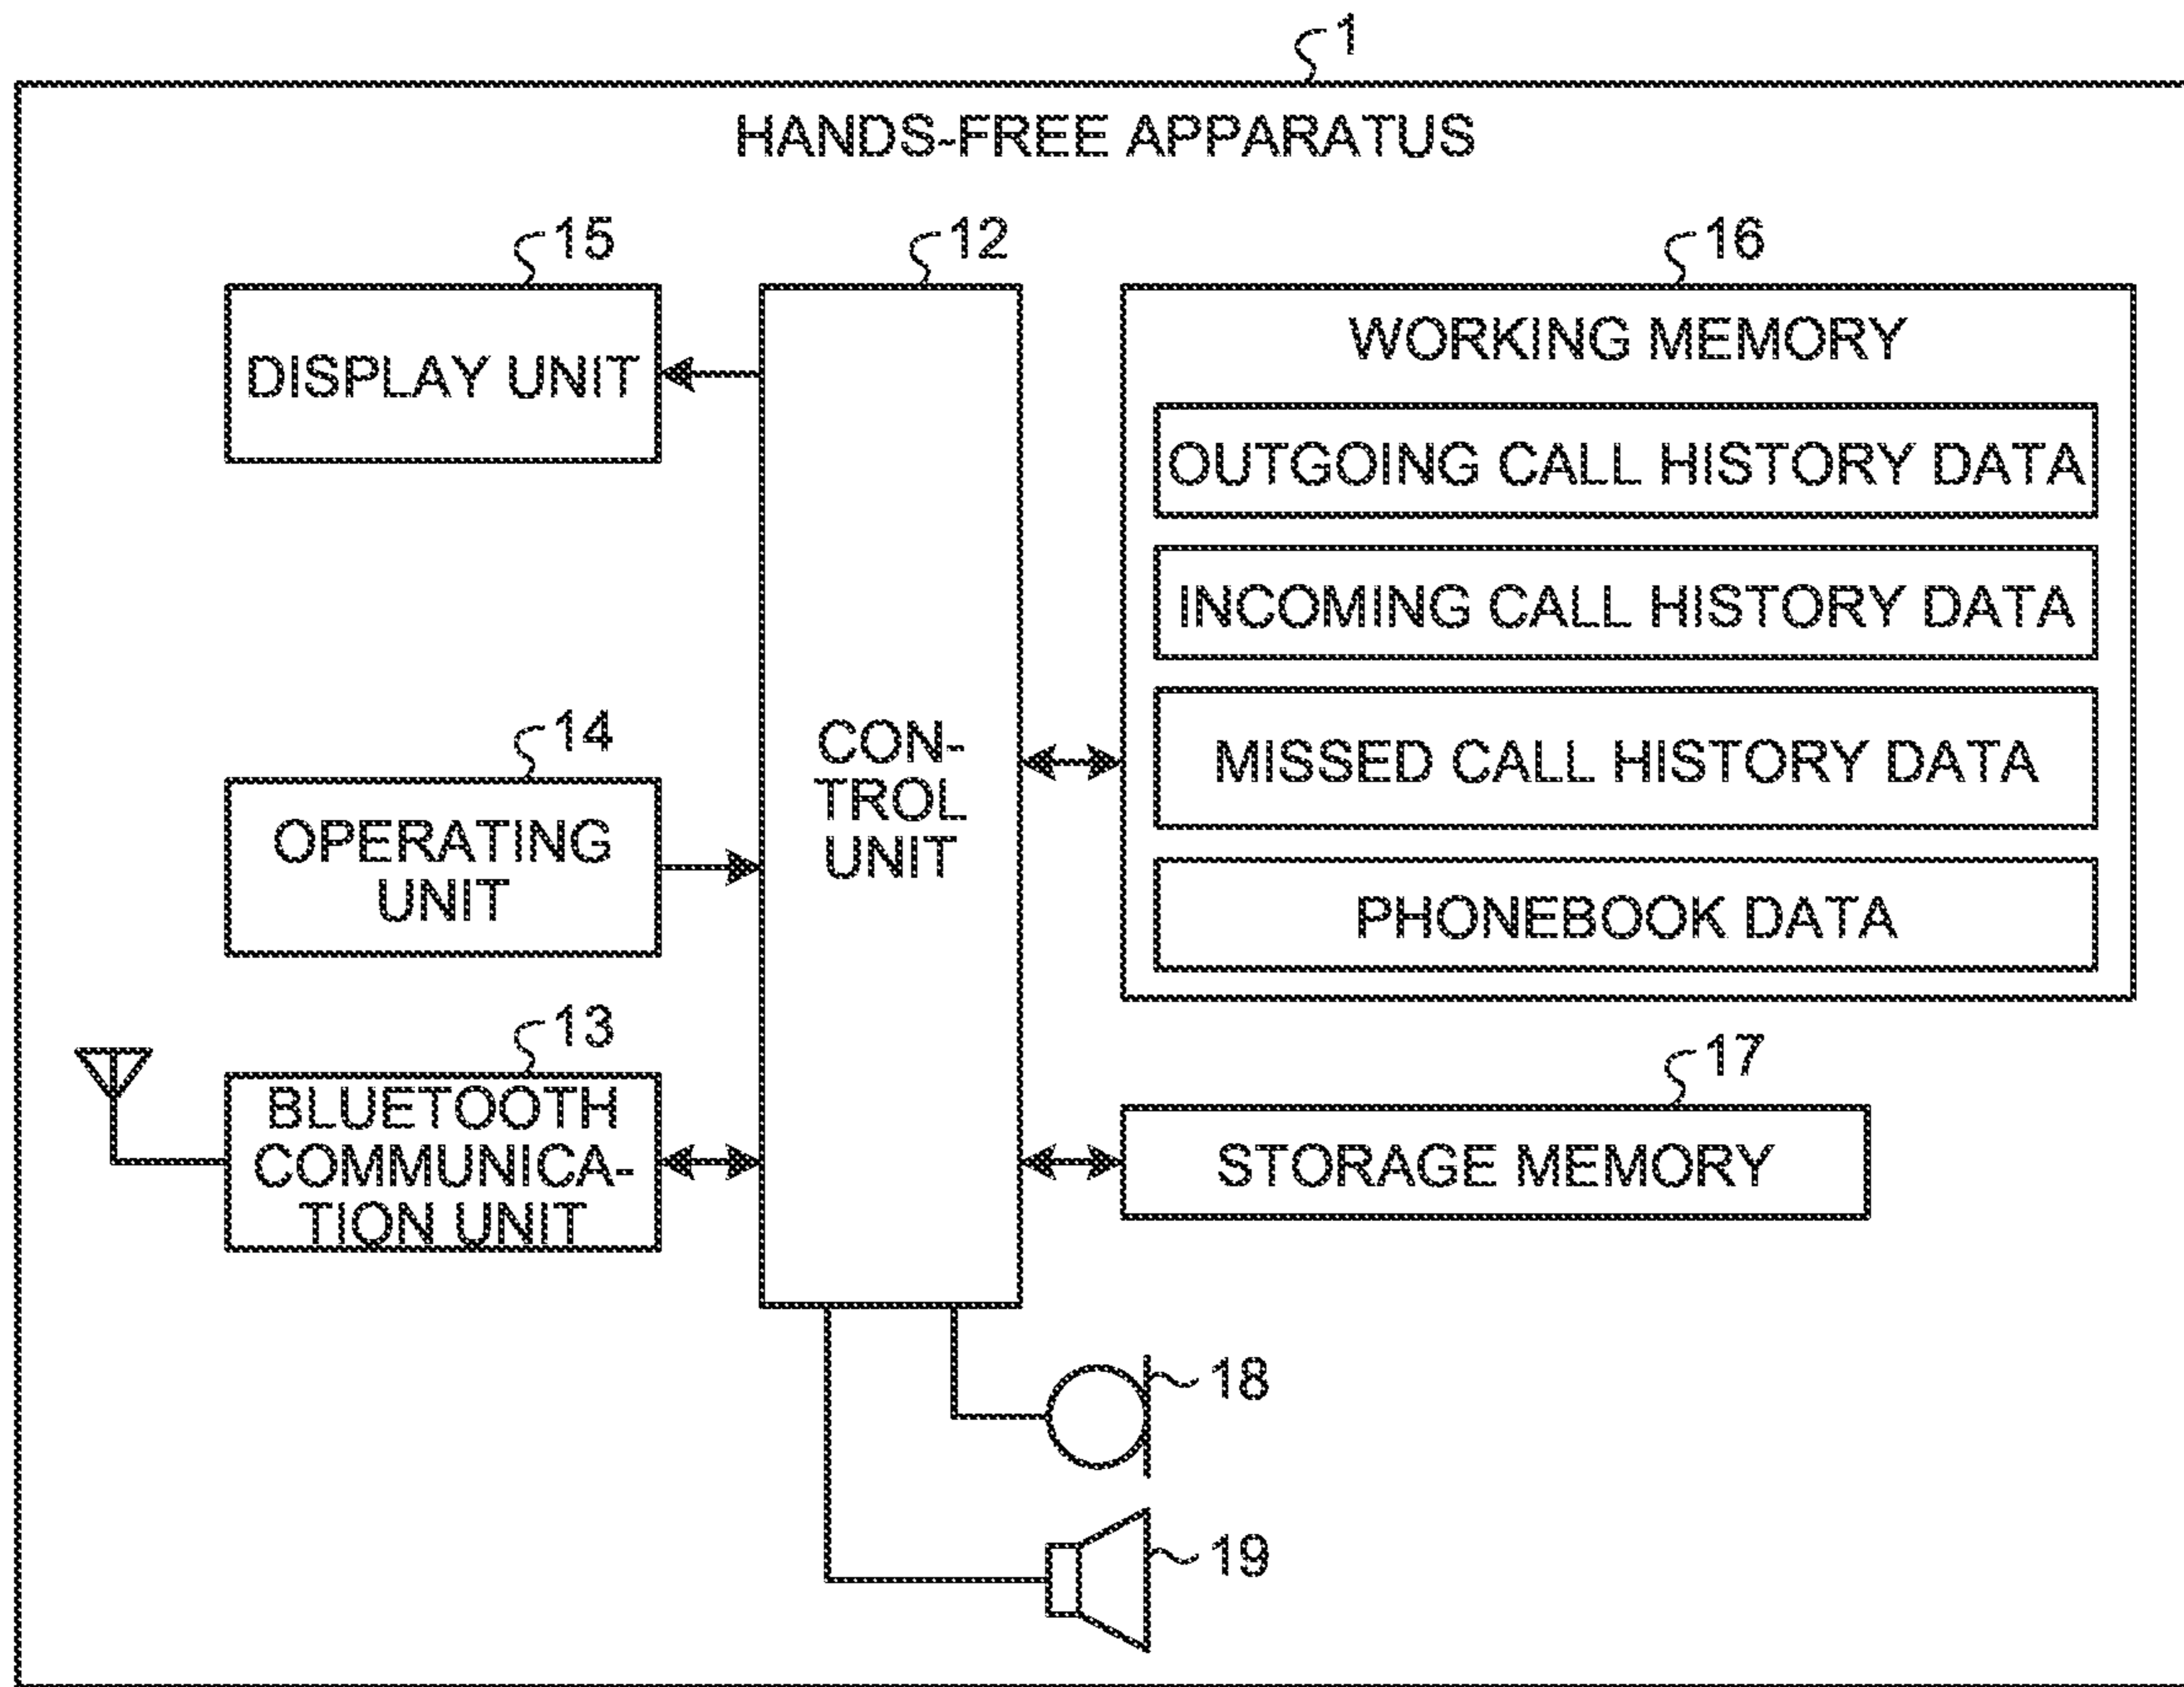 1
HANDS-FREE APPARATUS
15
12
16
DISPLAY UNIT
WORKING MEMORY
OUTGOING CALL HISTORY DATA
INCOMING CALL HISTORY DATA
MISSED CALL HISTORY DATA
PHONEBOOK DATA
14
OPERATING
UNIT
CON-
TROL
UNIT
13
BLUETOOTH
COMMUNICA-
TION UNIT
17
STORAGE MEMORY
18
19